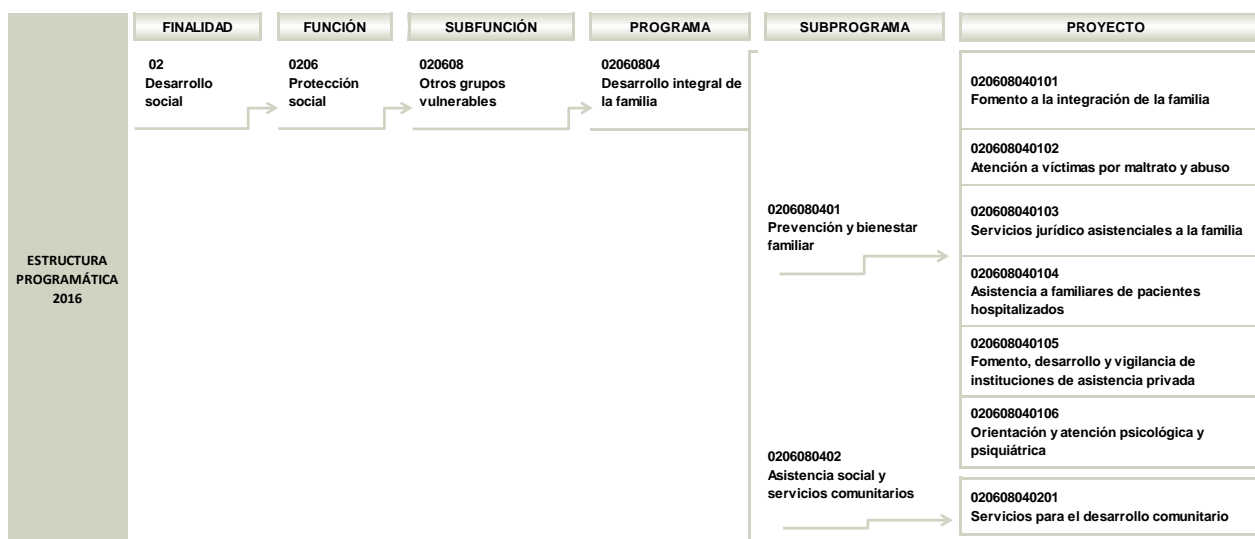 FINALIDAD
FUNCIÓN
SUBFUNCIÓN
PROGRAMA
SUBPROGRAMA
PROYECTO
ESTRUCTURA
PROGRAMÁTICA
2016
02
Desarrollo
social
0206
Protección
social
020608
Otros grupos
vulnerables
02060804
Desarrollo integral de
la familia
0206080401
Prevención y bienestar
familiar
020608040101
Fomento a la integración de la familia
020608040102
Atención a víctimas por maltrato y abuso
020608040103
Servicios jurídico asistenciales a la familia
020608040104
Asistencia a familiares de pacientes
hospitalizados
020608040105
Fomento, desarrollo y vigilancia de
instituciones de asistencia privada
020608040106
Orientación y atención psicológica y
psiquiátrica
0206080402
Asistencia social y
servicios comunitarios
020608040201
Servicios para el desarrollo comunitario